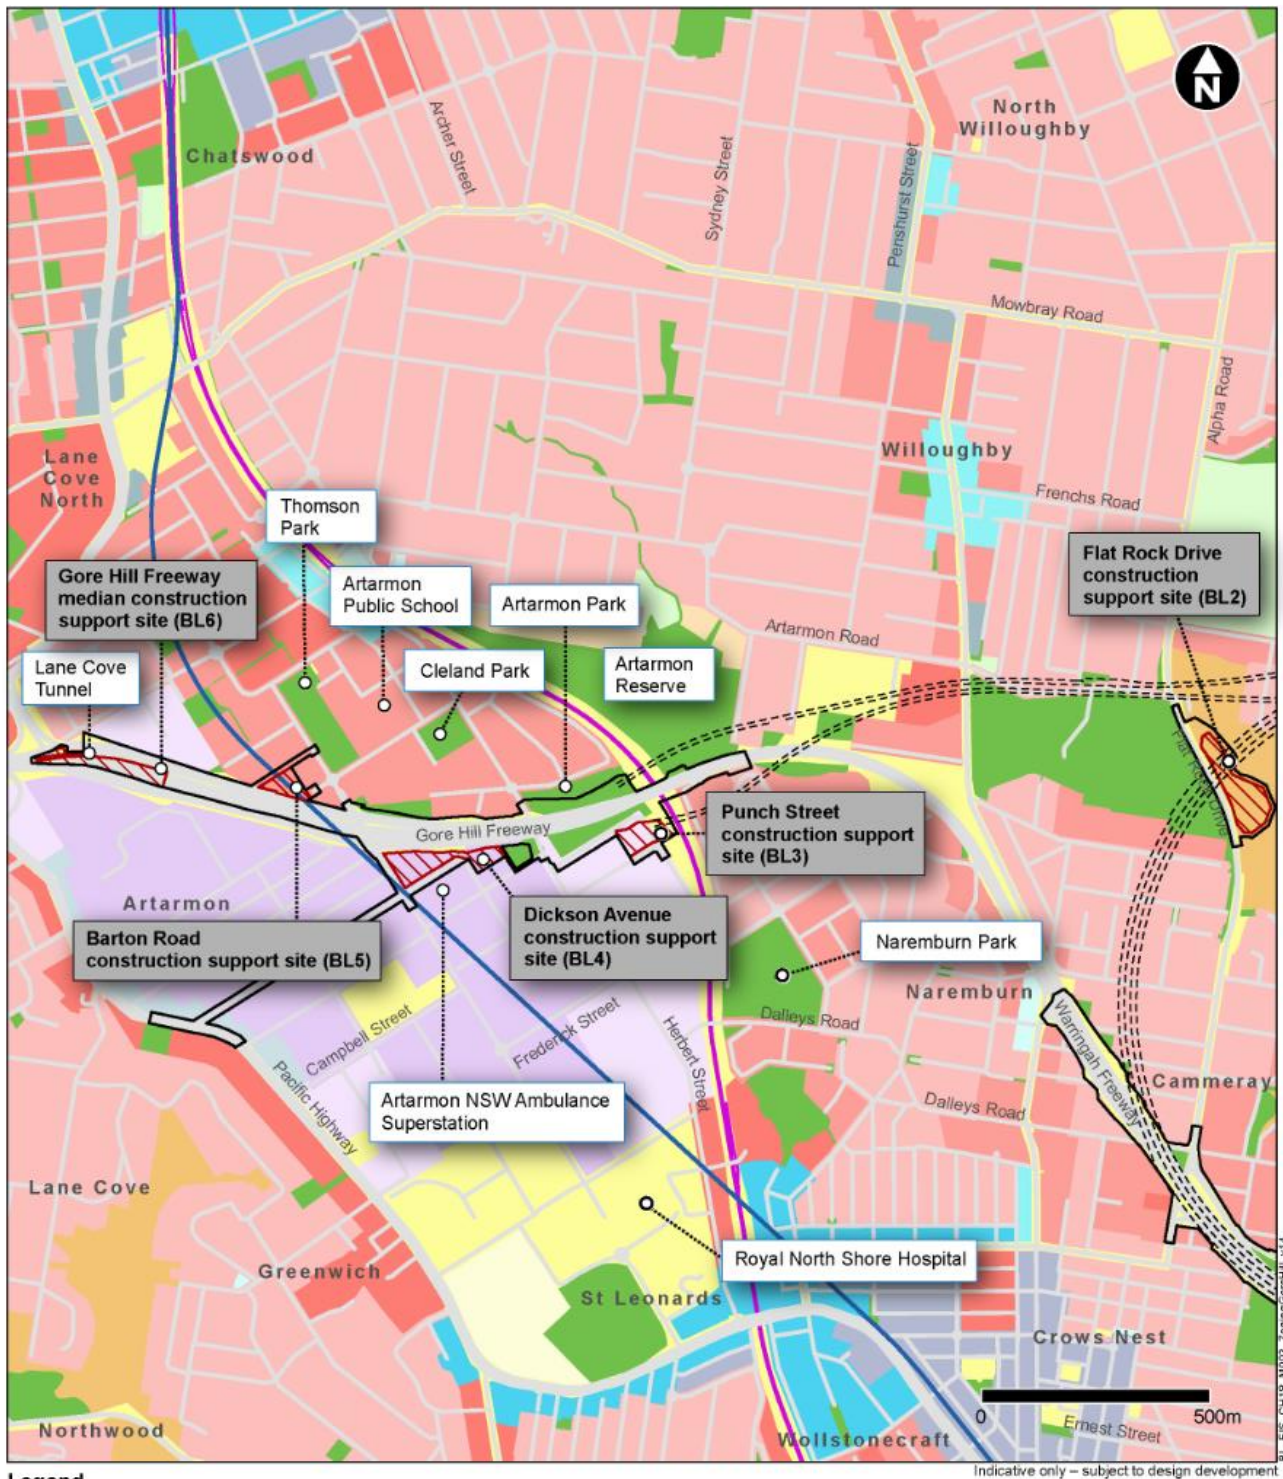 N
North
Willoughby
Chatswood
Archer Street
Sydney Street
Penshurst Street
Mowbray Road
Alpha Road
Lane
Cove
North
Willoughby
Frenchs Road
Thomson
Park
Flat Rock Drive
construction
support site (BL2)
Gore Hill Freeway
median construction
support site (BL6)
Artarmon
Public School
Artarmon Park
Artarmon Road
Lane Cove
Tunnel
Cleland Park
Artarmon
Reserve
Gore Hill Freeway
Punch Street
construction support
site (BL3)
Artarmon
Barton Road
construction support site (BL5)
Dickson Avenue
construction support
site (BL4)
Naremburn Park
Naremburn
Dalleys Road
Campbell Street
Frederick Street
Herbert Street
Warringah Freeway
Pacific Highway
Cammeray
Artarmon NSW Ambulance
Superstation
Dalleys Road
Lane Cove
Royal North Shore Hospital
Greenwich
St Leonards
Crows Nest
0
500m
Ernest Street
Northwood
Wollstonecraft
Indicative only – subject to design development